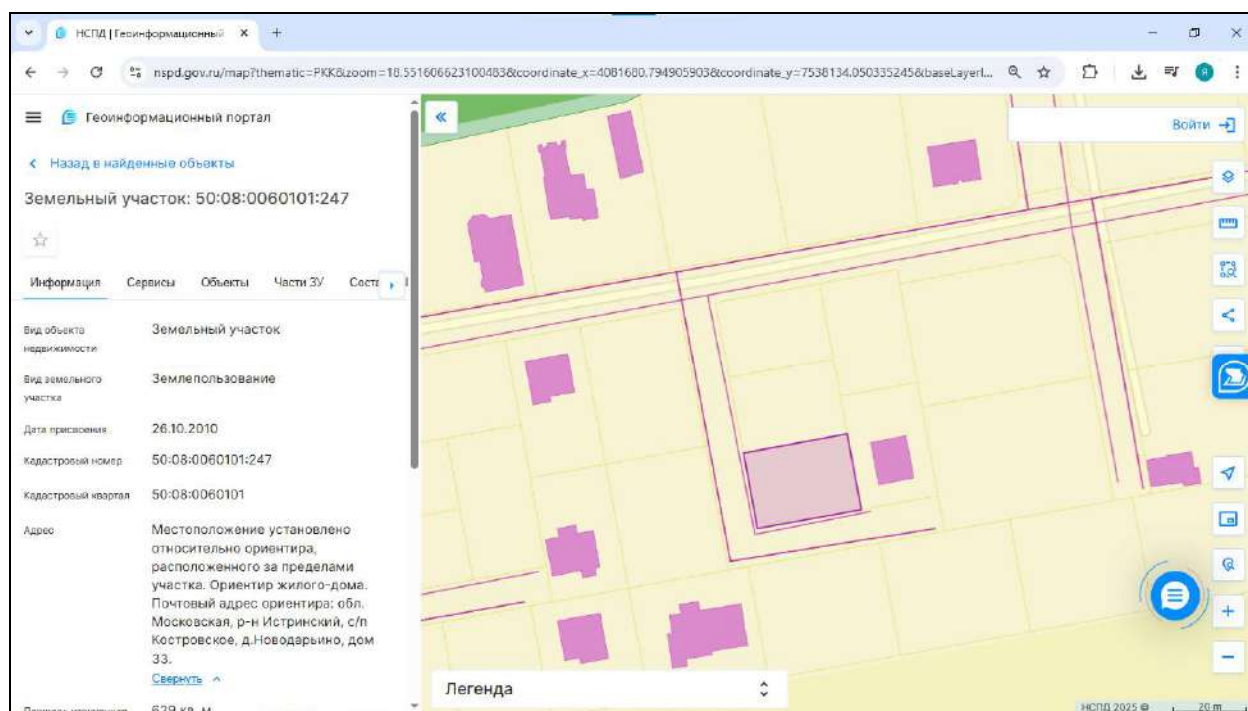 НСПД | Геоинформационный
nspd.gov.ru/map?thematic=PKK&zoom=18.551606623100483&coordinate_x=4081680.794905903&coordinate_y=7538134.050335245&baseLayerI...
Я
Геоинформационный портал
Войти
Назад в найденные объекты
Земельный участок: 50:08:0060101:247
Информация Сервисы Объекты Части ЗУ Соста
Вид объекта недвижимости
Земельный участок
Вид земельного участка
Землепользование
Дата присвоения 26.10.2010
Кадастровый номер 50:08:0060101:247
Кадастровый квартал 50:08:0060101
Адрес Местоположение установлено
относительно ориентира,
расположенного за пределами
участка. Ориентир жилого-дома.
Почтовый адрес ориентира: обл.
Московская, р-н Истринский, с/п
Костровское, д.Новодарьино, дом
33.
Свернуть
629 кв. м
Легенда
НСПД 2025 ©
20 m